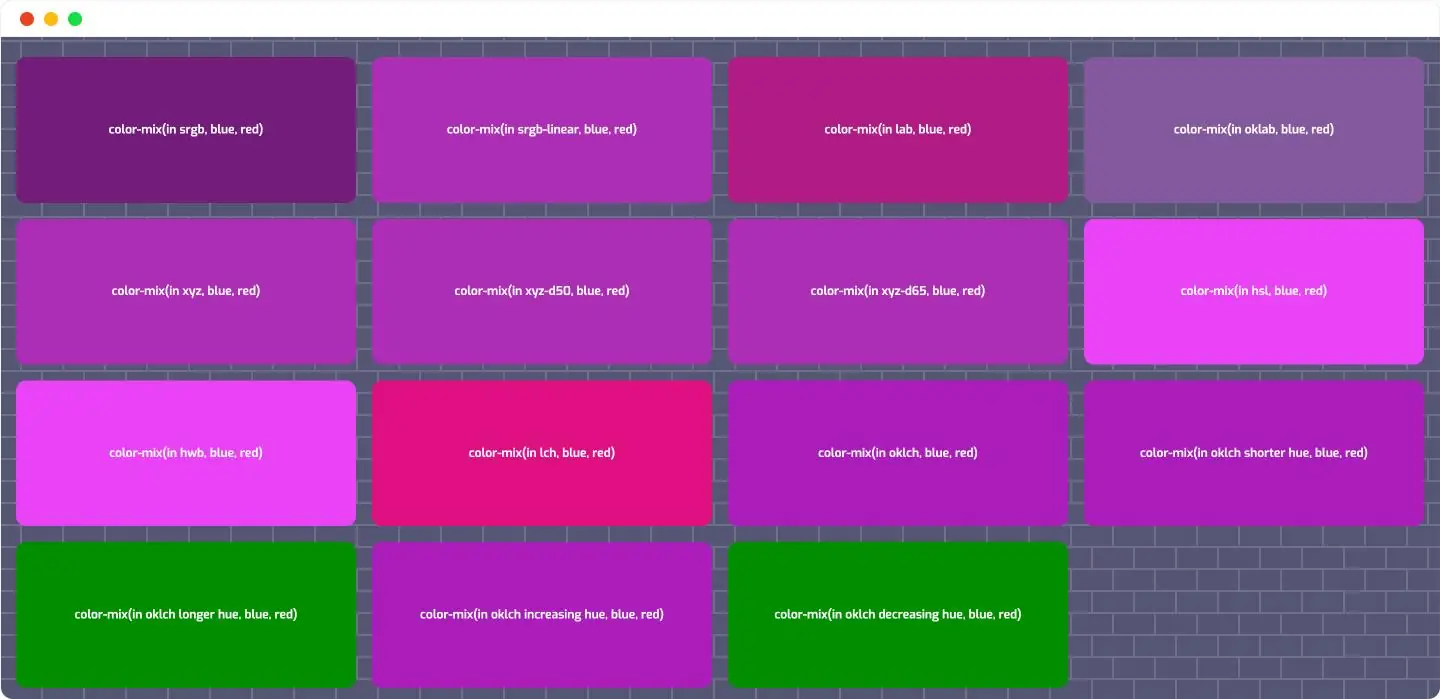 color-mix(in srgb, blue, red)
color-mix(in srgb-linear, blue, red)
color-mix(in lab, blue, red)
color-mix(in oklab, blue, red)
color-mix(in xyz, blue, red)
color-mix(in xyz-d50, blue, red)
color-mix(in xyz-d65, blue, red)
color-mix(in hsl, blue, red)
color-mix(in hwb, blue, red)
color-mix(in lch, blue, red)
color-mix(in oklch, blue, red)
color-mix(in oklch shorter hue, blue, red)
color-mix(in oklch longer hue, blue, red)
color-mix(in oklch increasing hue, blue, red)
color-mix(in oklch decreasing hue, blue, red)